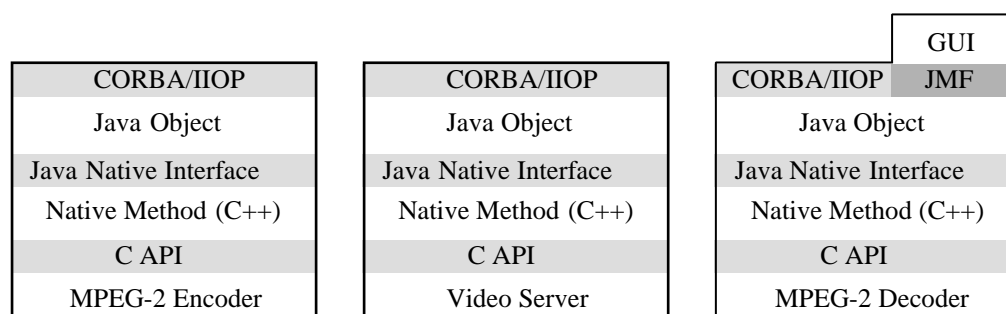 GUI
CORBA/IIOP CORBA/IIOP CORBA/IIOP JMF
Java Object Java Object Java Object
Java Native Interface Java Native Interface Java Native Interface
Native Method (C++) Native Method (C++) Native Method (C++)
C API C API C API
MPEG-2 Encoder Video Server MPEG-2 Decoder